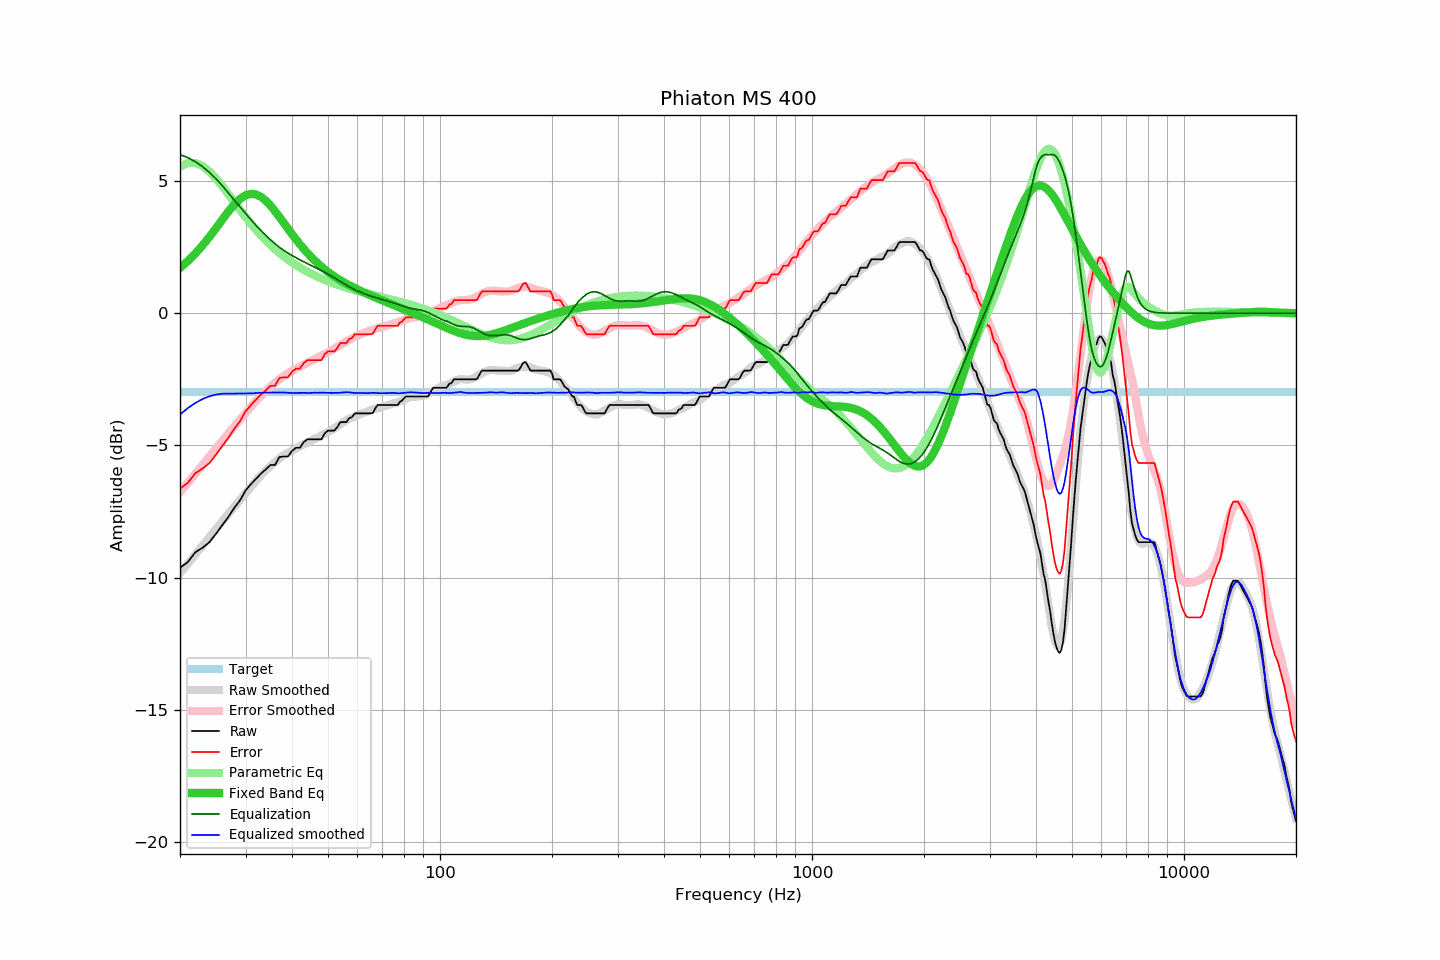 Phiaton MS 400
5
0
−5
−10
−15
−20
Amplitude (dBr)
Target
Raw Smoothed
Error Smoothed
Raw
Error
Parametric Eq
Fixed Band Eq
Equalization
Equalized smoothed
100
1000
10000
Frequency (Hz)